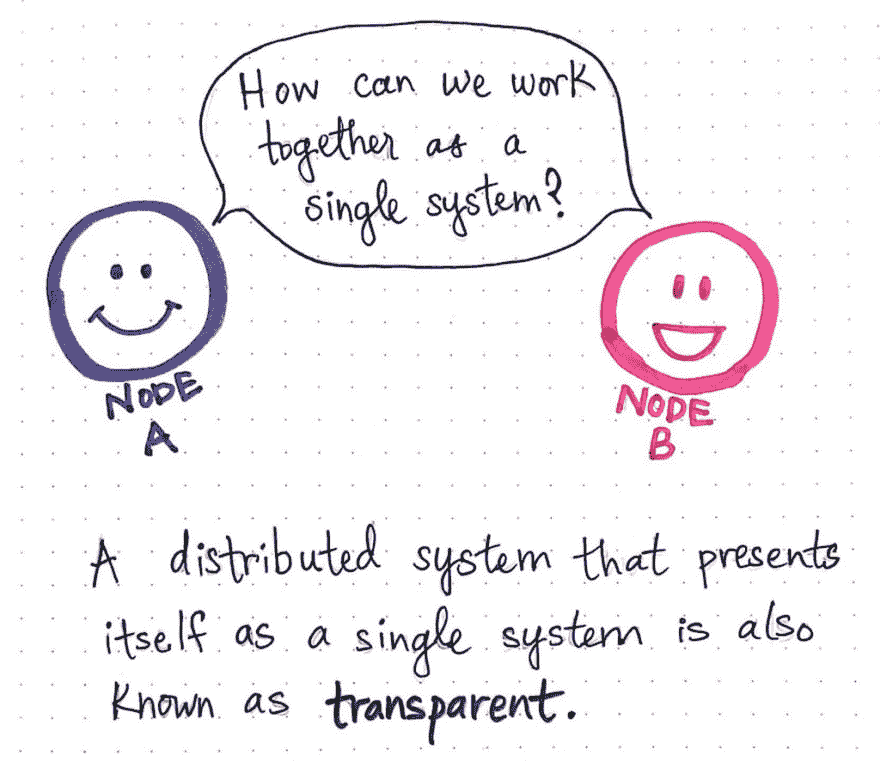 How can we work
together as a
single system?
NODE
A
NODE
B
A distributed system that presents
itself as a single system is also
known as transparent.